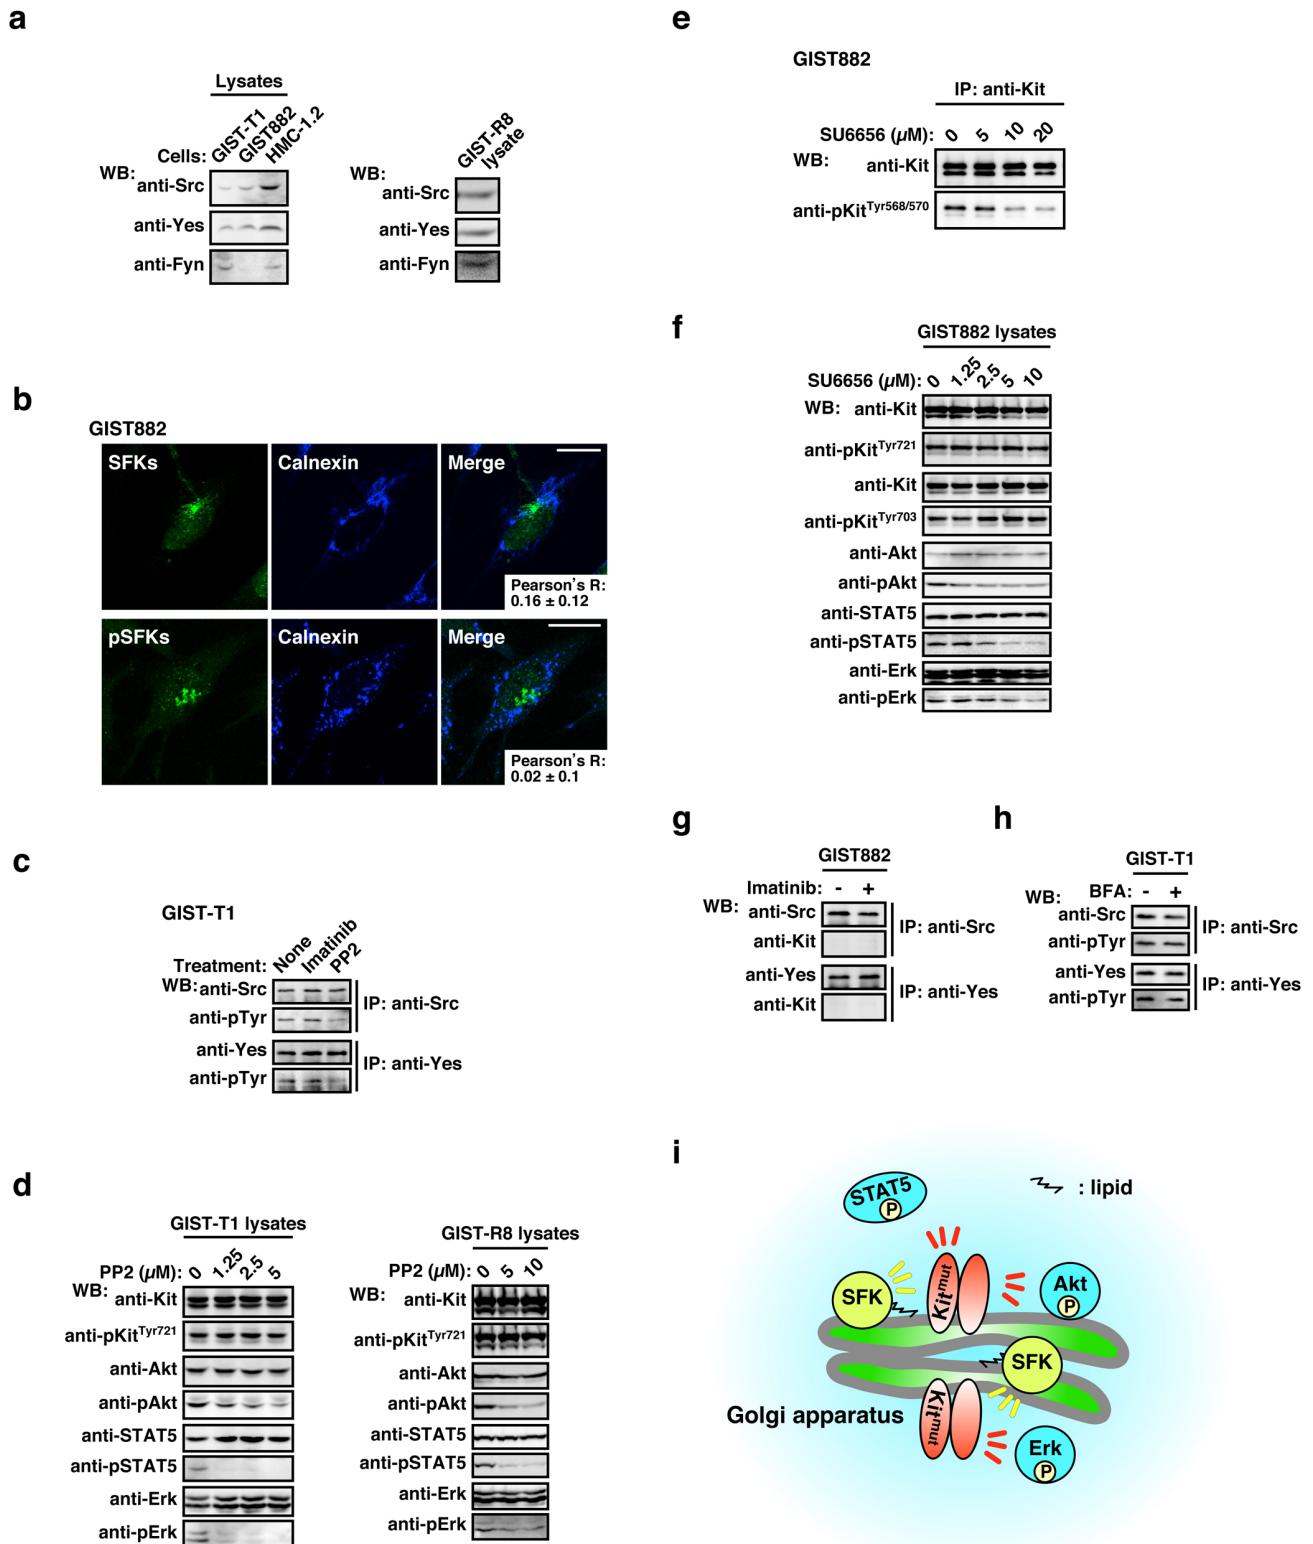 a
Lysates
Cells: GIST-T1 GIST882 HMC-1.2
WB:
anti-Src
anti-Yes
anti-Fyn
GIST-R8 lysate
WB:
anti-Src
anti-Yes
anti-Fyn
b
GIST882
SFKs Calnexin Merge
Pearson's R:
0.16 ± 0.12
pSFKs Calnexin Merge
Pearson's R:
0.02 ± 0.1
c
GIST-T1
Treatment: None Imatinib PP2
WB: anti-Src
anti-pTyr
IP: anti-Src
anti-Yes
anti-pTyr
IP: anti-Yes
d
GIST-T1 lysates
PP2 (µM): 0 1.25 2.5 5
WB:
anti-Kit
anti-pKitTyr721
anti-Akt
anti-pAkt
anti-STAT5
anti-pSTAT5
anti-Erk
anti-pErk
GIST-R8 lysates
PP2 (µM): 0 5 10
WB: anti-Kit
anti-pKitTyr721
anti-Akt
anti-pAkt
anti-STAT5
anti-pSTAT5
anti-Erk
anti-pErk
e
GIST882
IP: anti-Kit
SU6656 (µM): 0 5 10 20
WB: anti-Kit
anti-pKitTyr568/570
f
GIST882 lysates
SU6656 (µM): 0 1.25 2.5 5 10
WB: anti-Kit
anti-pKitTyr721
anti-Kit
anti-pKitTyr703
anti-Akt
anti-pAkt
anti-STAT5
anti-pSTAT5
anti-Erk
anti-pErk
g
GIST882
Imatinib: - +
WB: anti-Src
anti-Kit
IP: anti-Src
anti-Yes
anti-Kit
IP: anti-Yes
h
GIST-T1
WB: BFA: - +
anti-Src
anti-pTyr
IP: anti-Src
anti-Yes
anti-pTyr
IP: anti-Yes
i
STAT5
P
: lipid
SFK
Kitmut
Akt
P
SFK
Golgi apparatus
Kitmut
Erk
P